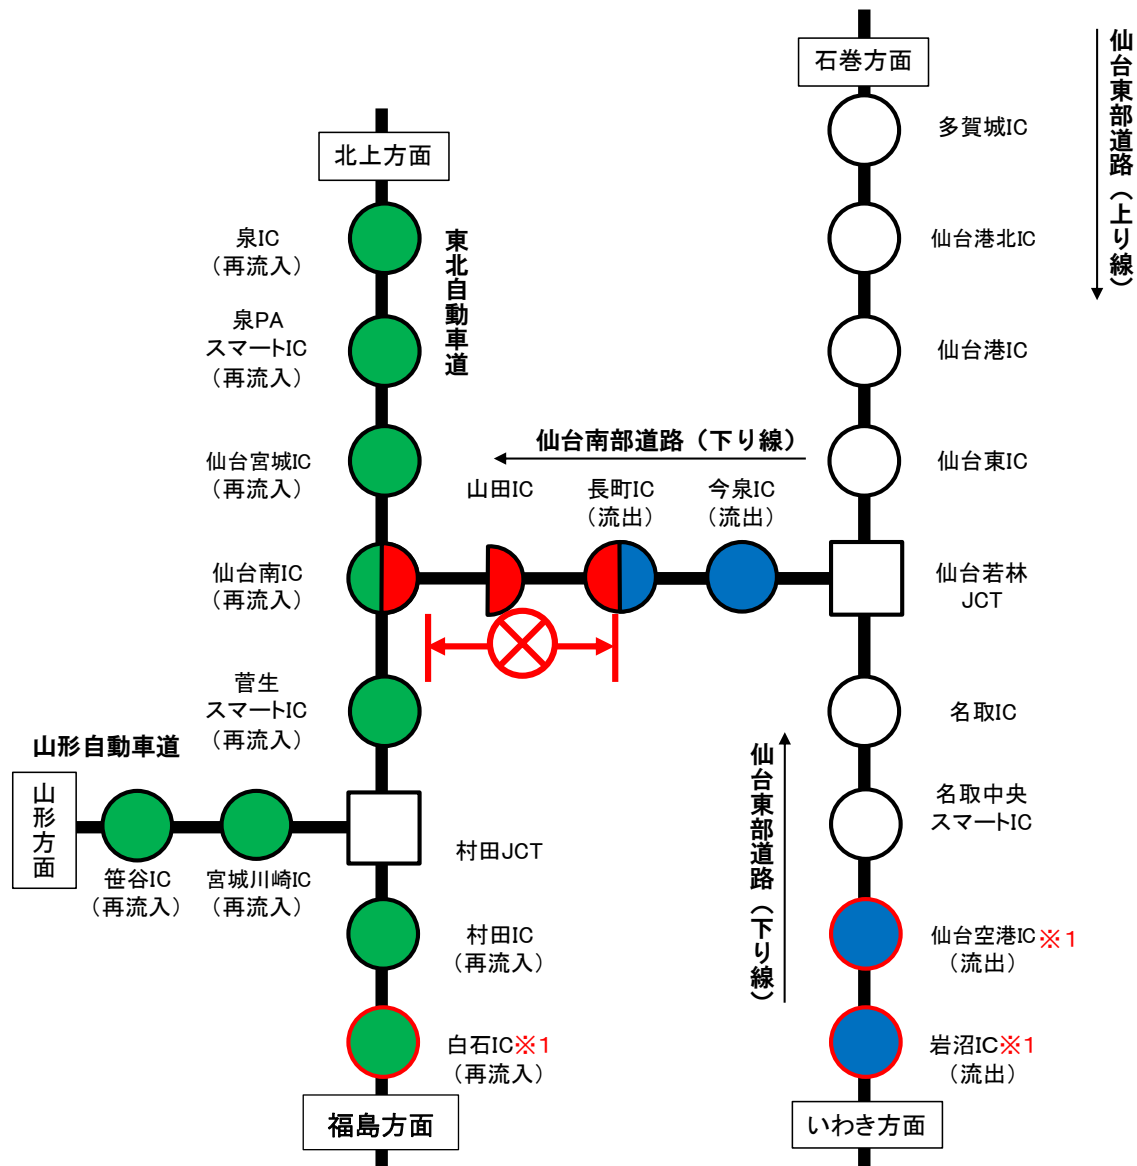 石巻方面
仙台東部道路（上り線）
多賀城IC
北上方面
泉IC
（再流入）
東北自動車道
仙台港北IC
泉PA
スマートIC
（再流入）
仙台港IC
仙台宮城IC
（再流入）
仙台南部道路（下り線）
仙台東IC
山田IC
長町IC
（流出）
今泉IC
（流出）
仙台南IC
（再流入）
仙台若林
JCT
菅生
スマートIC
（再流入）
名取IC
山形自動車道
仙台東部道路（下り線）
山形方面
名取中央
スマートIC
村田JCT
笹谷IC
（再流入）
宮城川崎IC
（再流入）
村田IC
（再流入）
仙台空港IC※1
（流出）
白石IC※1
（再流入）
岩沼IC※1
（流出）
福島方面
いわき方面